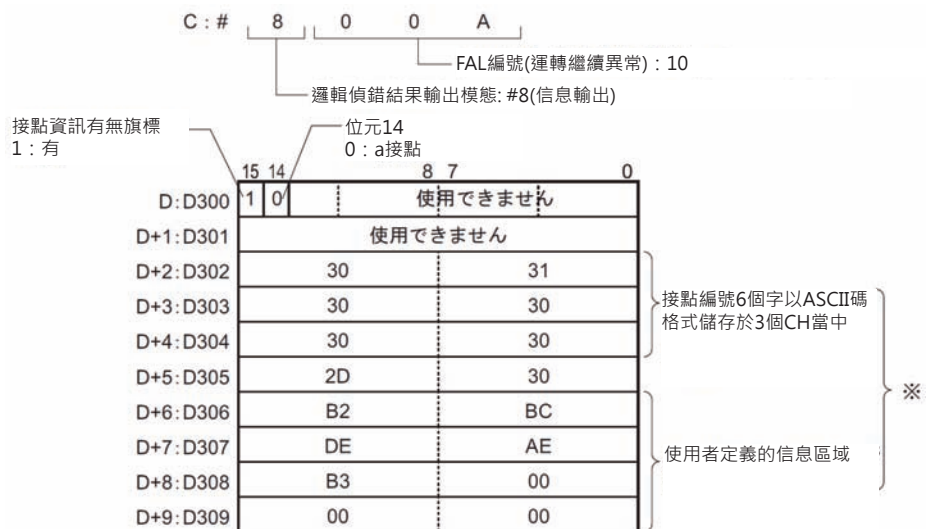 C : # 8 0 0 A
FAL編號(運轉繼續異常) : 10
邏輯偵錯結果輸出模態: #8(信息輸出)
接點資訊有無旗標
1 : 有
位元14
0 : a接點
15 14 8 7 0
D:D300 1 0 使用できません
D+1:D301 使用できません
D+2:D302 30 31
D+3:D303 30 30
D+4:D304 30 30
接點編號6個字以ASCII碼
格式儲存於3個CH當中
D+5:D305 2D 30
※
D+6:D306 B2 BC
D+7:D307 DE AE
使用者定義的信息區域
D+8:D308 B3 00
D+9:D309 00 00